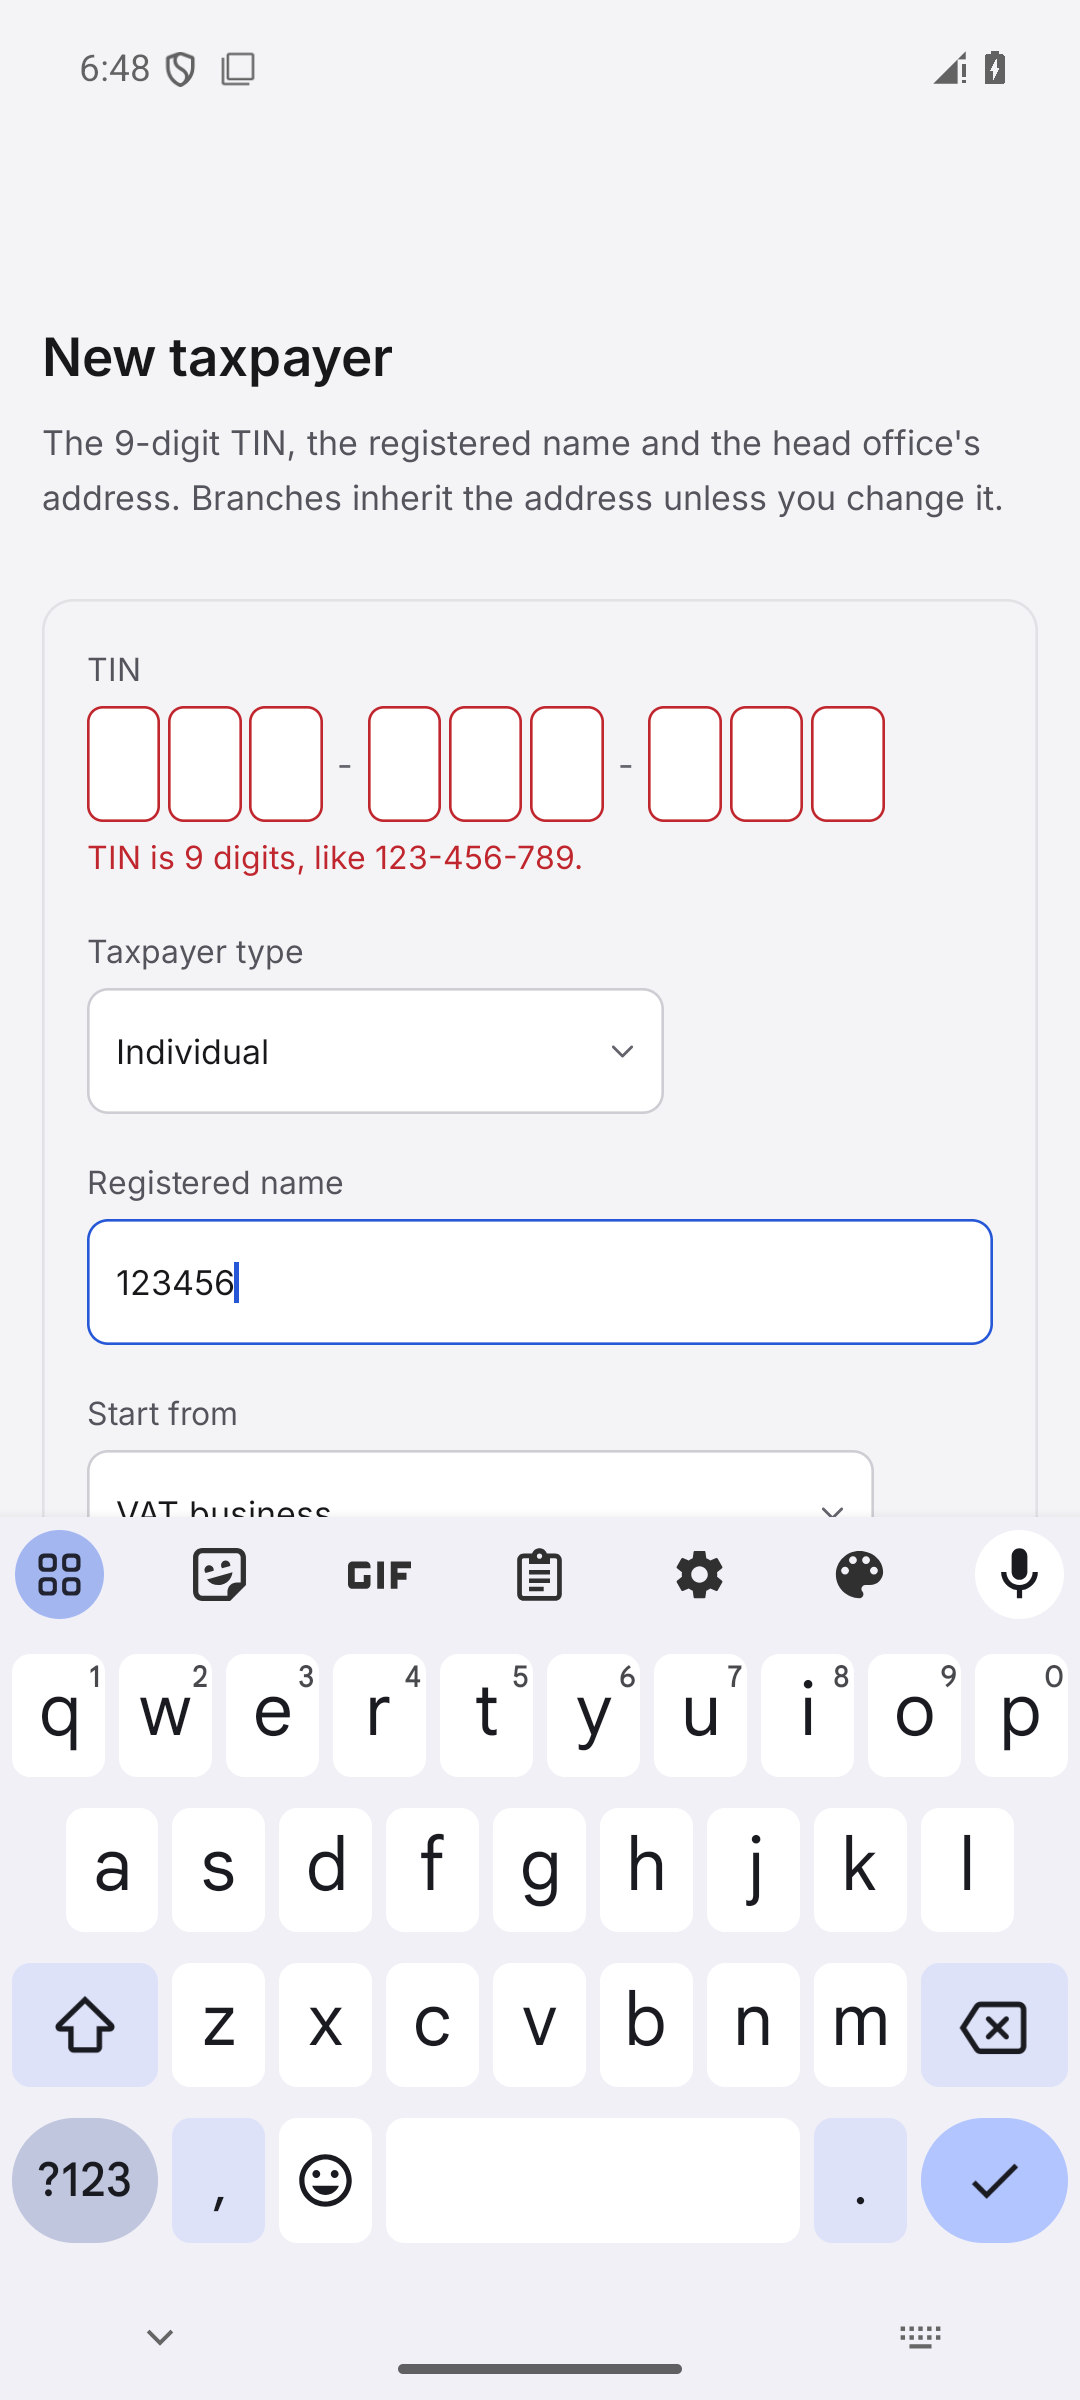 6:48
New taxpayer
The 9-digit TIN, the registered name and the head office's
address. Branches inherit the address unless you change it.
TIN
- -
TIN is 9 digits, like 123-456-789.
Taxpayer type
Individual
Registered name
123456
Start from
VAT business
GIF
q 1 w 2 e 3 r 4 t 5 y 6 u 7 i 8 o 9 p 0
a s d f g h j k l
z x c v b n m
?123 , .